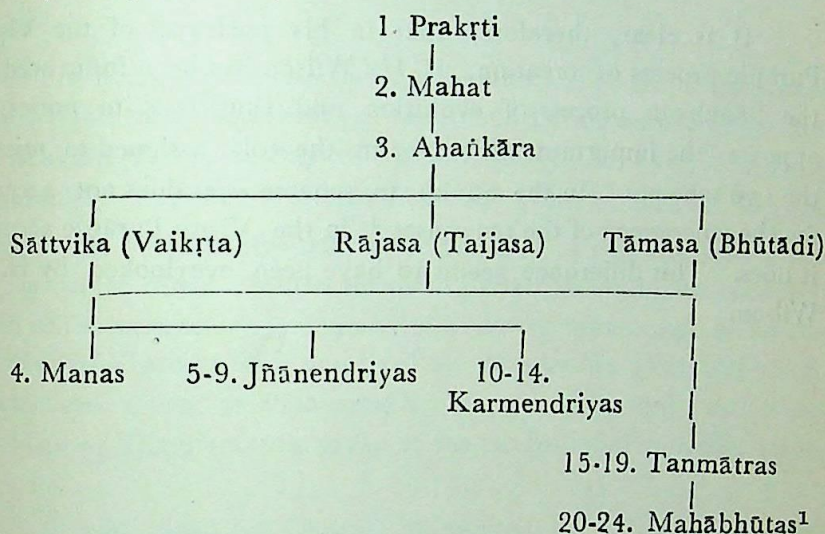 1. Prakṛti
2. Mahat
3. Ahaṅkāra
Sāttvika (Vaikṛta) Rājasa (Taijasa) Tāmasa (Bhūtādi)
4. Manas 5-9. Jñānendriyas 10-14.
Karmendriyas
15-19. Tanmātras
20-24. Mahābhūtas¹